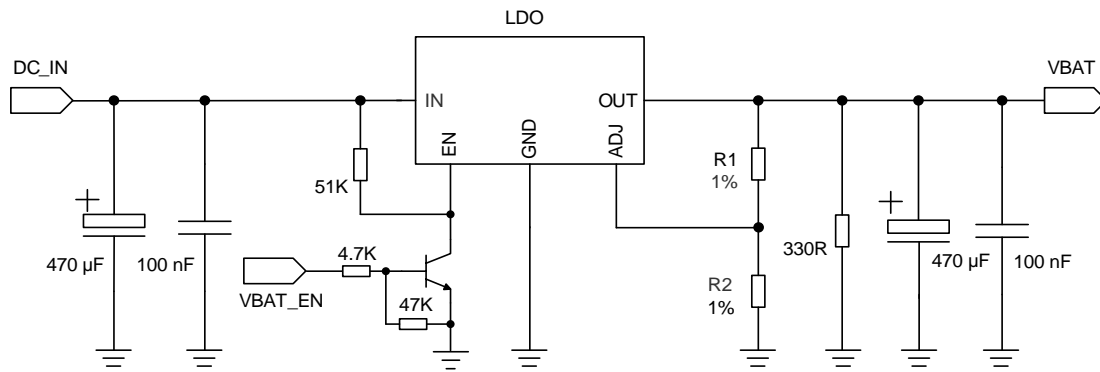 LDO
DC_IN
VBAT
IN
OUT
EN
GND
ADJ
R1
1%
51K
470 µF
100 nF
4.7K
VBAT_EN
47K
R2
1%
330R
470 µF
100 nF